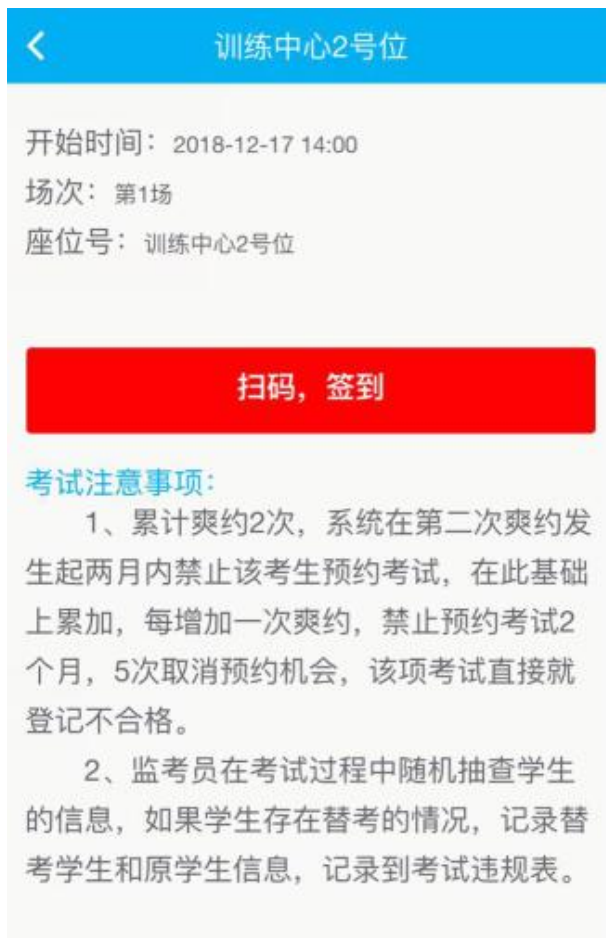 训练中心2号位
开始时间：2018-12-17 14:00
场次：第1场
座位号：训练中心2号位
扫码，签到
考试注意事项：
1、累计爽约2次，系统在第二次爽约发
生起两月内禁止该考生预约考试，在此基础
上累加，每增加一次爽约，禁止预约考试2
个月，5次取消预约机会，该项考试直接就
登记不合格。
2、监考员在考试过程中随机抽查学生
的信息，如果学生存在替考的情况，记录替
考学生和原学生信息，记录到考试违规表。